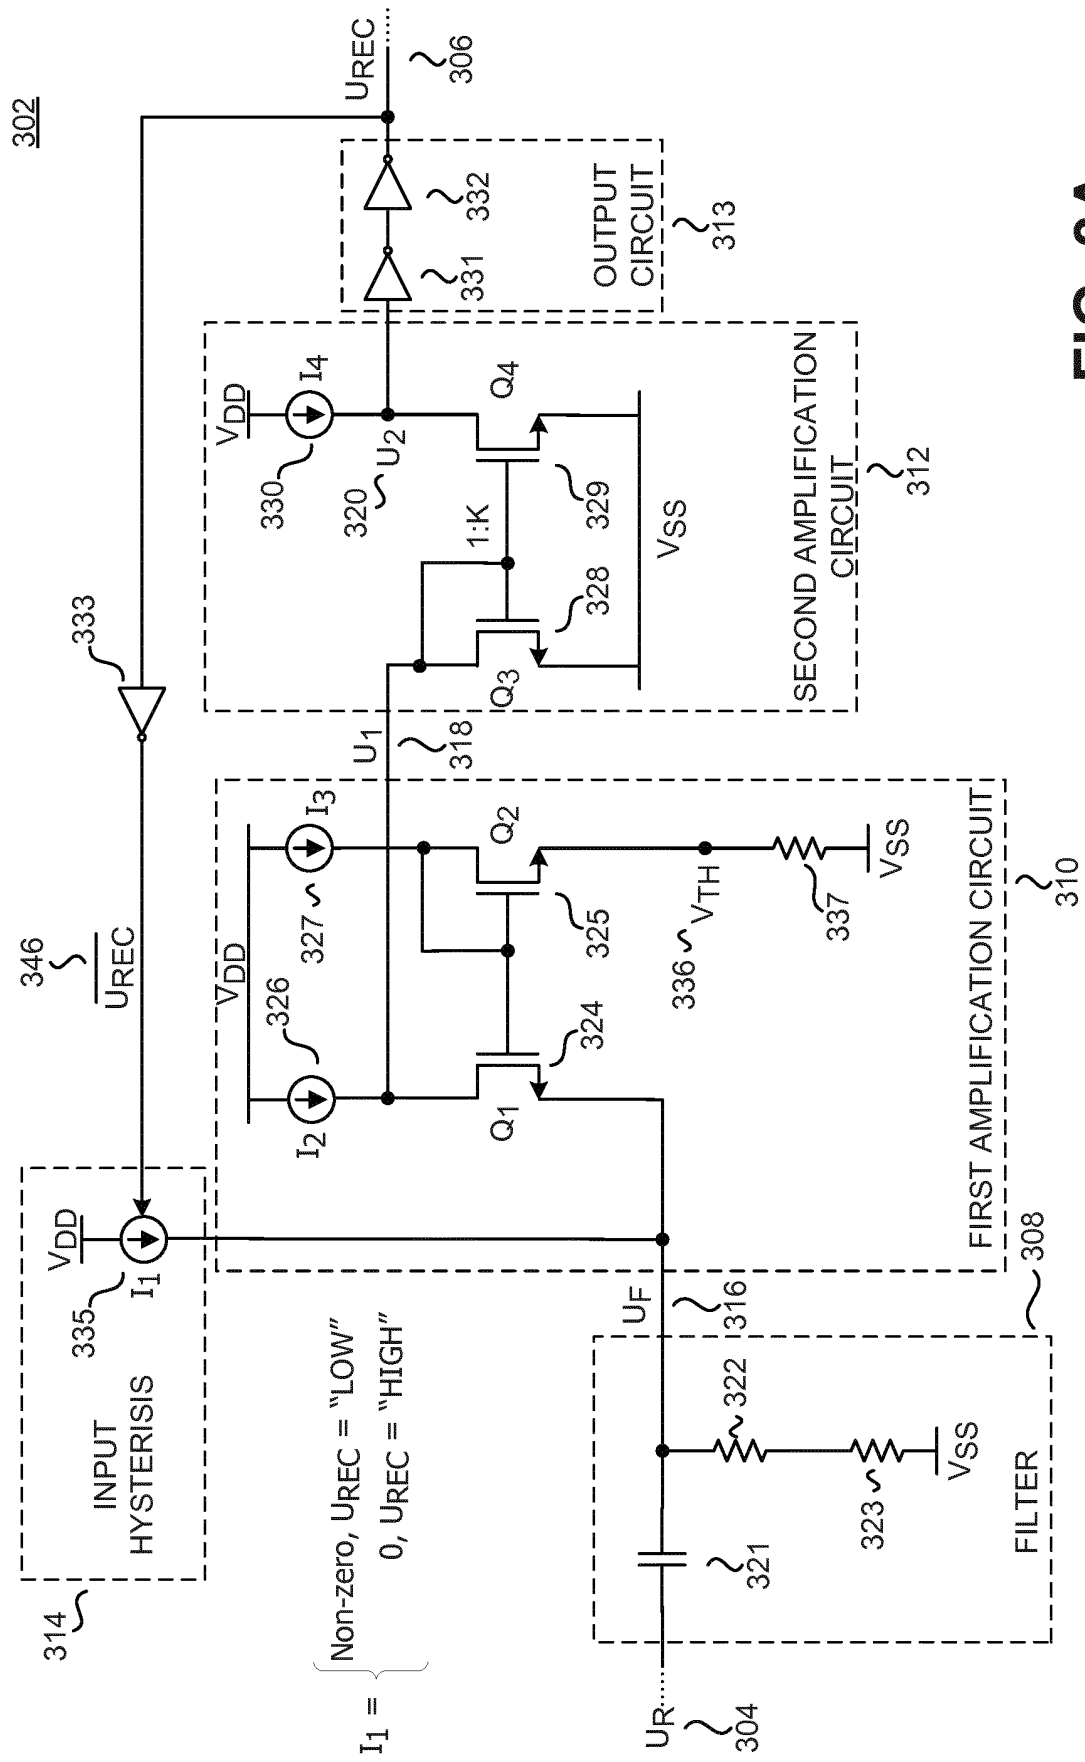 302
314
INPUT
HYSTERISIS
335
I1
VDD
346
UREC
333
I1 =
Non-zero, UREC = "LOW"
0, UREC = "HIGH"
UR
304
321
322
323
VSS
FILTER
308
UF
316
VDD
I2
326
327
I3
Q1
324
325
Q2
336
VTH
337
VSS
FIRST AMPLIFICATION CIRCUIT
310
U1
318
VDD
330
I4
320
U2
Q3
328
1:K
329
Q4
VSS
SECOND AMPLIFICATION
CIRCUIT
312
331
332
OUTPUT
CIRCUIT
313
UREC
306